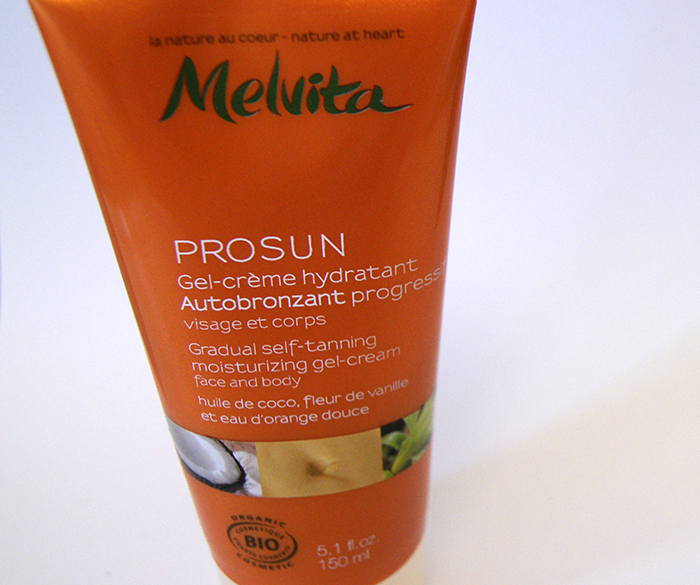 la nature au coeur - nature at heart
Melvita
PROSUN
Gel-crème hydratant
Autobronzant progressif
visage et corps
Gradual self-tanning
moisturizing gel-cream
face and body
huile de coco, fleur de vanille
et eau d'orange douce
ORGANIC
COSMETIQUE
BIO
COSMETIC
5.1 fl.oz.
150 ml